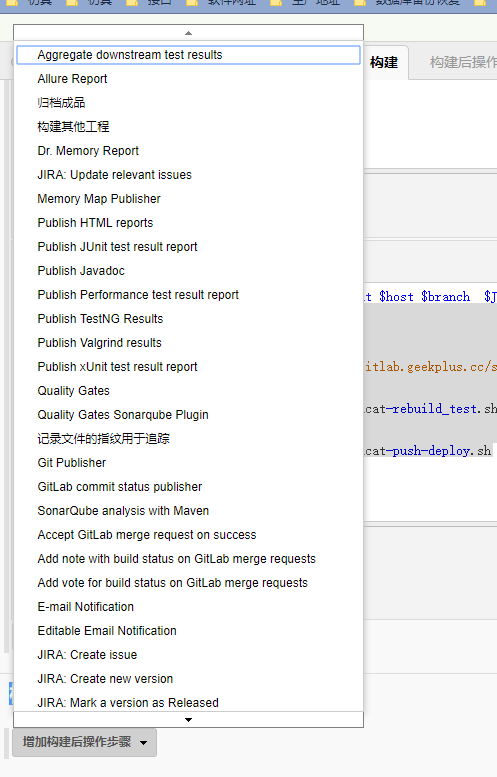 仿真 仿真 接口 软件网址 生产地址 数据库备份恢复
Aggregate downstream test results
构建 构建后操作
Allure Report
归档成品
构建其他工程
Dr. Memory Report
JIRA: Update relevant issues
Memory Map Publisher
Publish HTML reports
Publish JUnit test result report
Publish Javadoc
Publish Performance test result report
t $host $branch $J
Publish TestNG Results
Publish Valgrind results
Publish xUnit test result report
itlab.geekplus.cc/s
Quality Gates
Quality Gates Sonarqube Plugin
cat-rebuild_test.sh
记录文件的指纹用于追踪
Git Publisher
cat-push-deploy.sh
GitLab commit status publisher
SonarQube analysis with Maven
Accept GitLab merge request on success
Add note with build status on GitLab merge requests
Add vote for build status on GitLab merge requests
E-mail Notification
Editable Email Notification
JIRA: Create issue
JIRA: Create new version
JIRA: Mark a version as Released
增加构建后操作步骤